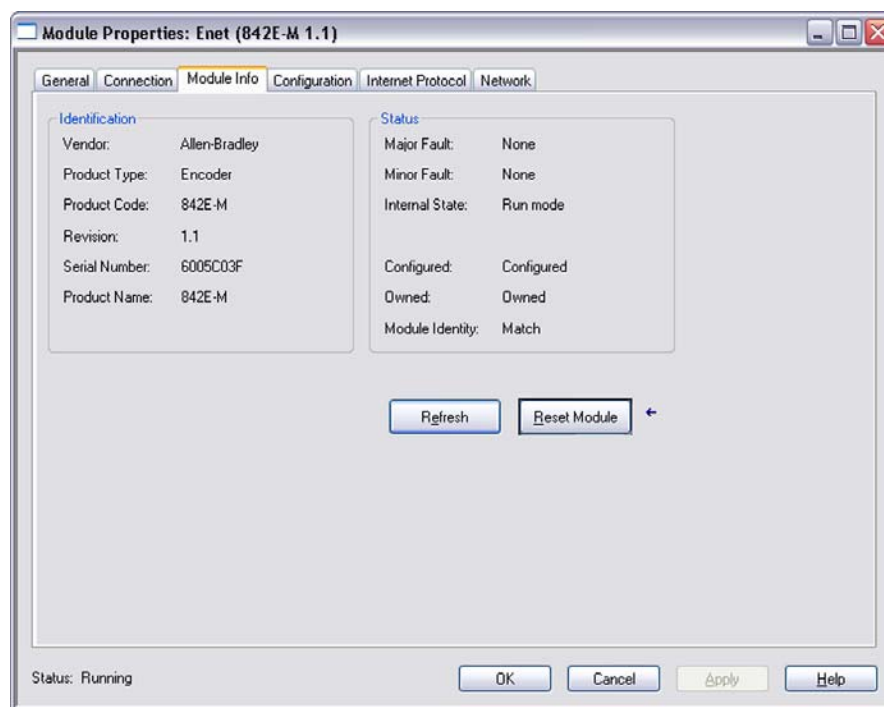 Module Properties: Enet (842E-M 1.1)
General Connection Module Info Configuration Internet Protocol Network
Identification
Vendor: Allen-Bradley
Product Type: Encoder
Product Code: 842E-M
Revision: 1.1
Serial Number: 6005C03F
Product Name: 842E-M
Status
Major Fault: None
Minor Fault: None
Internal State: Run mode
Configured: Configured
Owned: Owned
Module Identity: Match
Refresh Reset Module
Status: Running
OK Cancel Apply Help